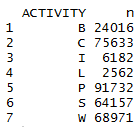 ACTIVITY n
1 B 24016
2 C 75633
3 I 6182
4 L 2562
5 P 91732
6 S 64157
7 W 68971